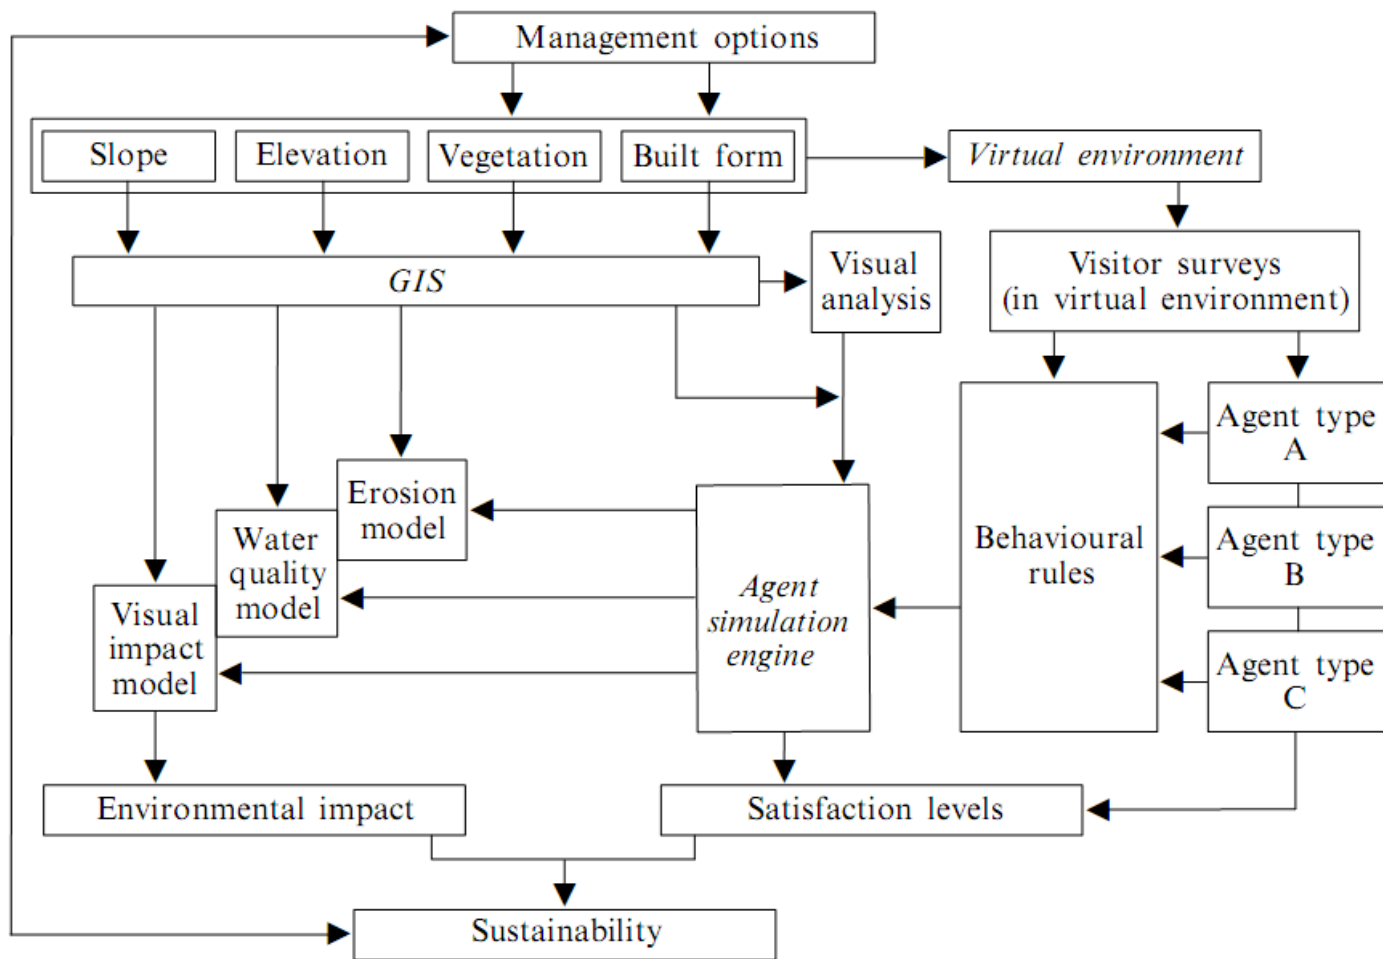 Management options
Slope
Elevation
Vegetation
Built form
Virtual environment
GIS
Visual
analysis
Visitor surveys
(in virtual environment)
Agent type
A
Erosion
model
Water
quality
model
Behavioural
rules
Agent type
B
Visual
impact
model
Agent
simulation
engine
Agent type
C
Environmental impact
Satisfaction levels
Sustainability